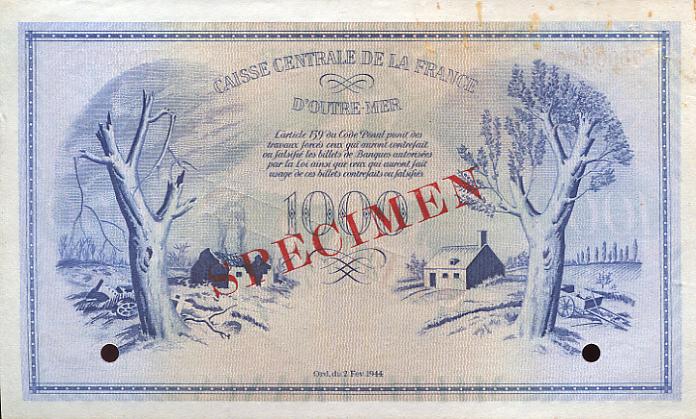 CAISSE CENTRALE DE LA FRANCE
D'OUTRE-MER
L'article 139 du Code Pénal punit des
travaux forcés ceux qui auront contrefait
ou falsifié les billets de Banques autorisées
par la Loi ainsi que ceux qui auront fait
usage de ces billets contrefaits ou falsifiés.
1000
SPECIMEN
Ord. du 2 Fev 1944